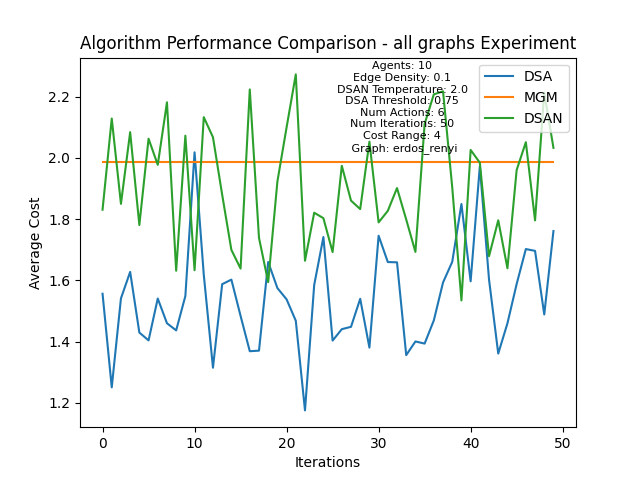 Algorithm Performance Comparison - all graphs Experiment
Agents: 10
Edge Density: 0.1
DSAN Temperature: 2.0
DSA Threshold: 0.75
Num Actions: 6
Num Iterations: 50
Cost Range: 4
Graph: erdos_renyi
DSA
MGM
DSAN
Average Cost
2.2
2.0
1.8
1.6
1.4
1.2
0 10 20 30 40 50
Iterations